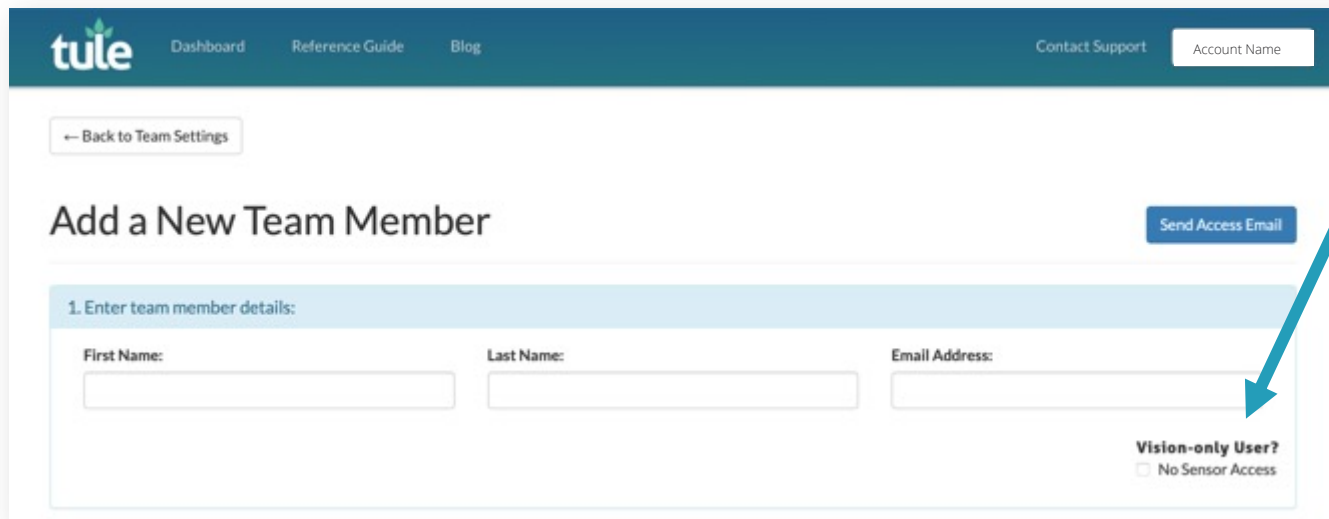 tule Dashboard Reference Guide Blog Contact Support Account Name
← Back to Team Settings
Add a New Team Member Send Access Email
1. Enter team member details:
First Name: Last Name: Email Address:
Vision-only User?
No Sensor Access